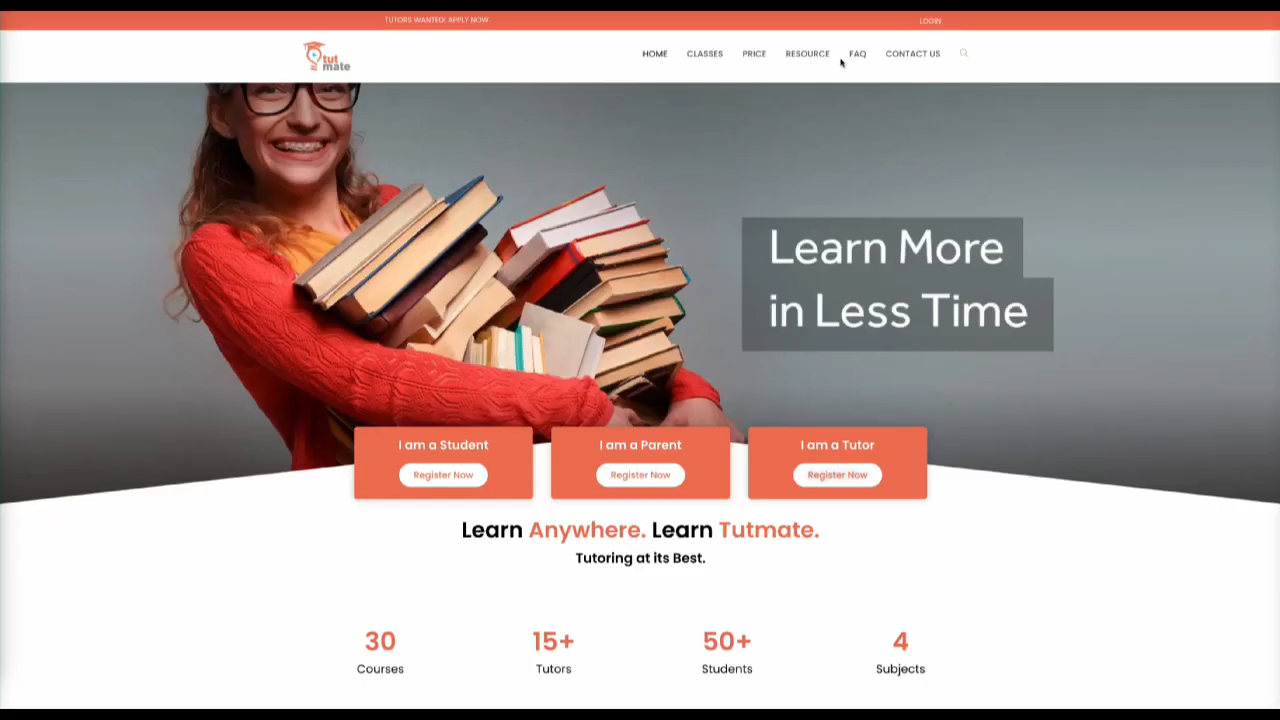 TUTORS WANTED! APPLY NOW
LOGIN
tut
mate
HOME CLASSES PRICE RESOURCE FAQ CONTACT US
Learn More
in Less Time
I am a Student
Register Now
I am a Parent
Register Now
I am a Tutor
Register Now
Learn Anywhere. Learn Tutmate.
Tutoring at its Best.
30
Courses
15+
Tutors
50+
Students
4
Subjects